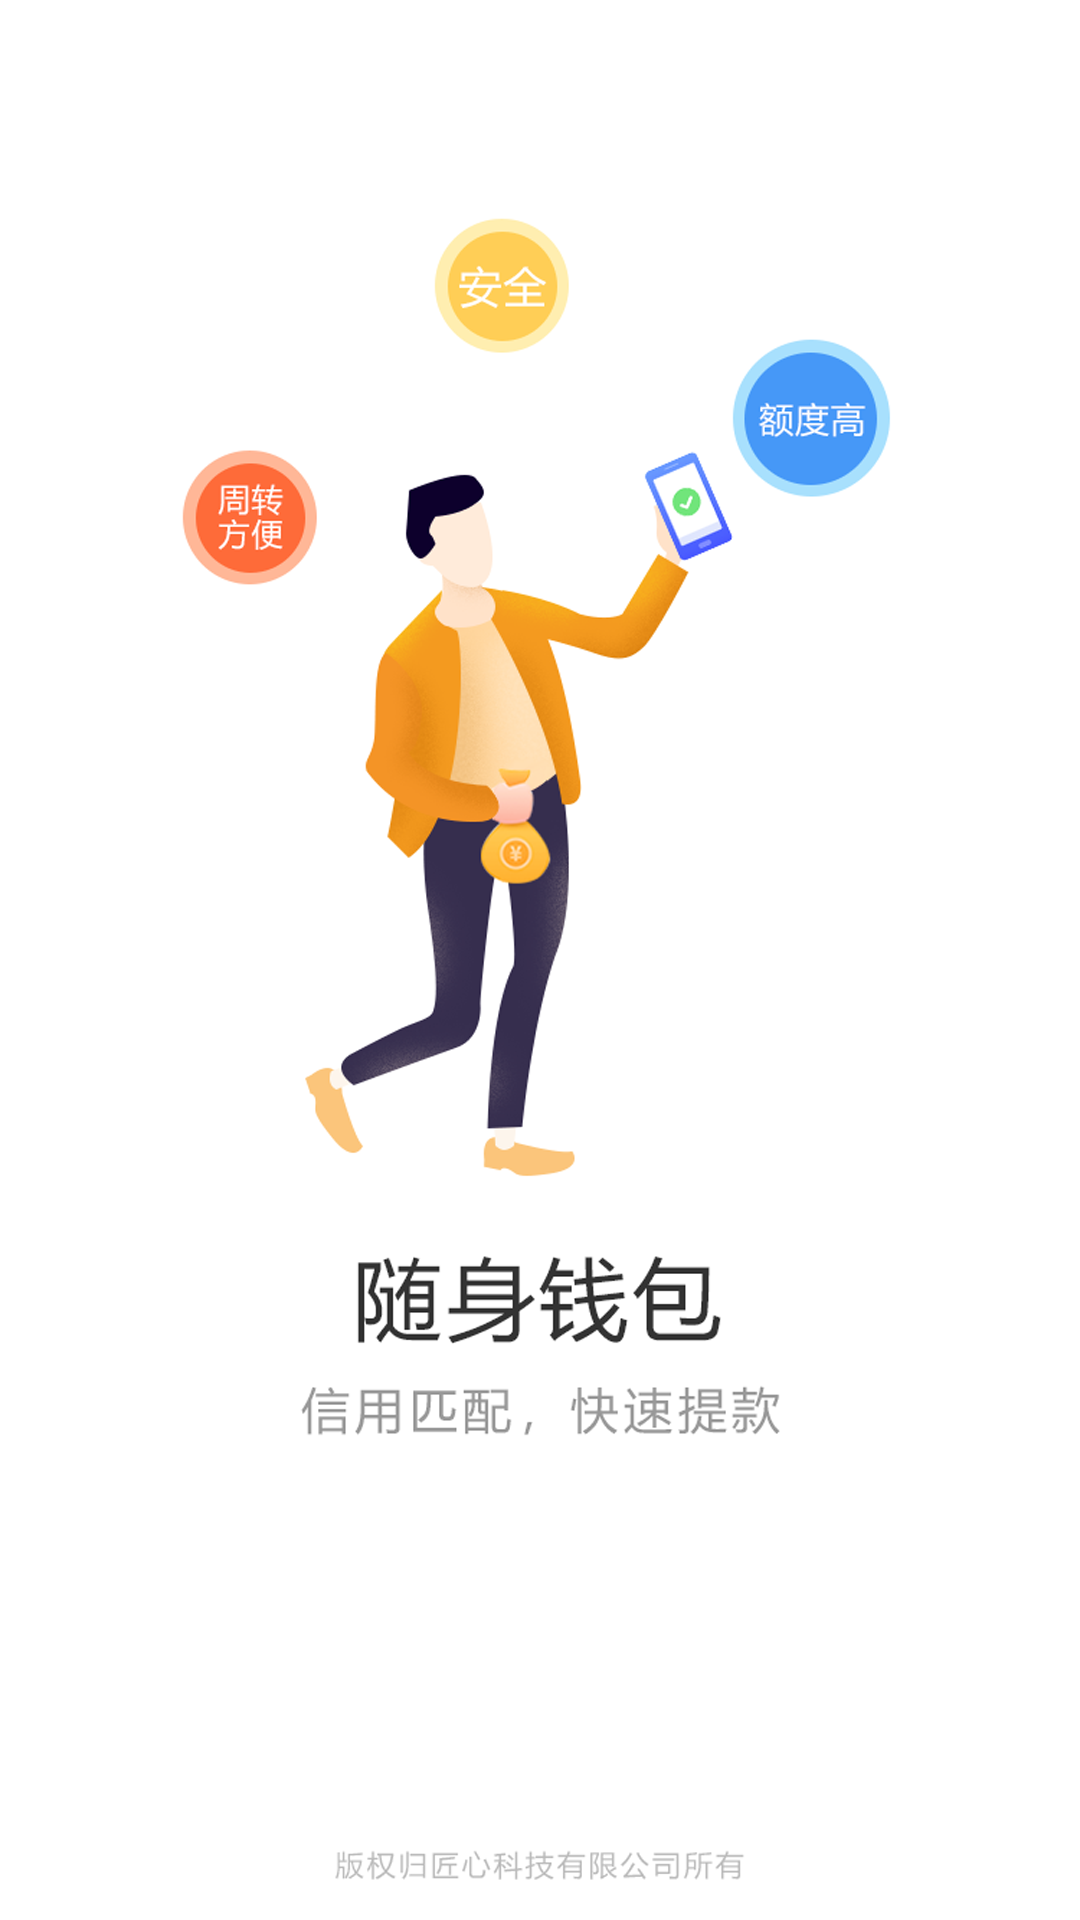 安全
额度高
周转
方便
¥
随身钱包
信用匹配，快速提款
版权归匠心科技有限公司所有